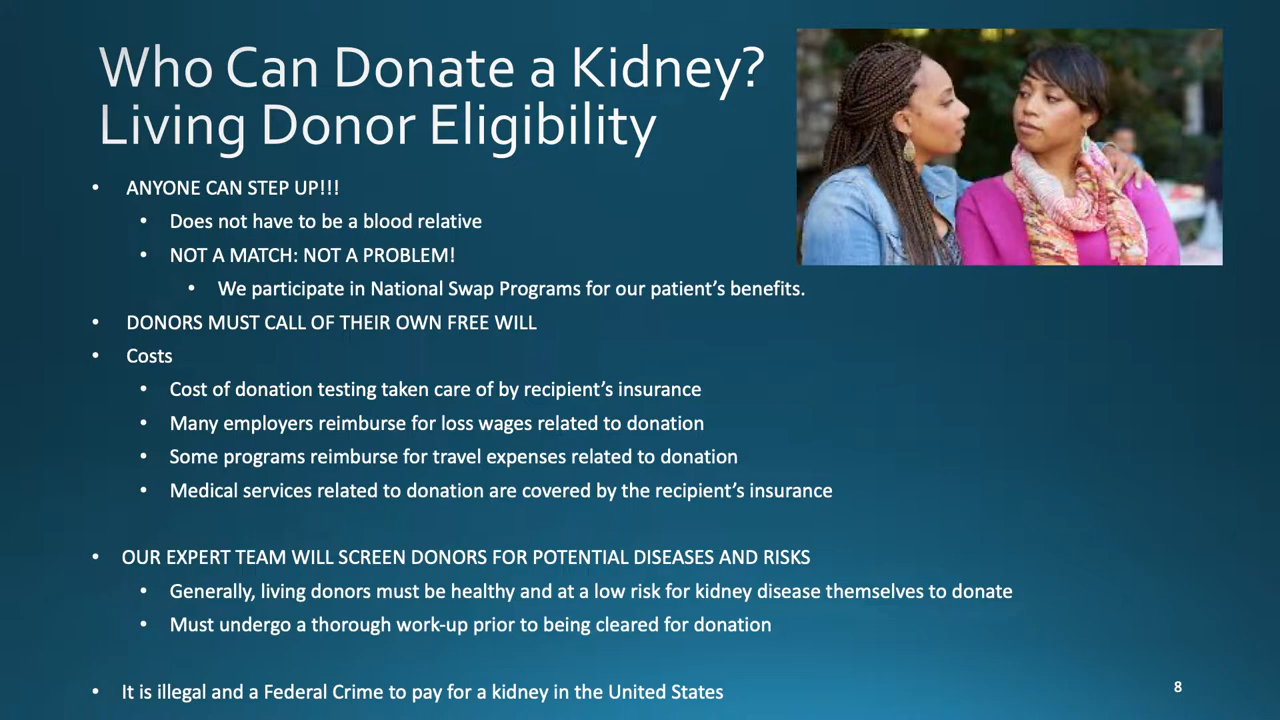 Who Can Donate a Kidney?
Living Donor Eligibility
• ANYONE CAN STEP UP!!!
• Does not have to be a blood relative
• NOT A MATCH: NOT A PROBLEM!
• We participate in National Swap Programs for our patient’s benefits.
• DONORS MUST CALL OF THEIR OWN FREE WILL
• Costs
• Cost of donation testing taken care of by recipient’s insurance
• Many employers reimburse for loss wages related to donation
• Some programs reimburse for travel expenses related to donation
• Medical services related to donation are covered by the recipient’s insurance
• OUR EXPERT TEAM WILL SCREEN DONORS FOR POTENTIAL DISEASES AND RISKS
• Generally, living donors must be healthy and at a low risk for kidney disease themselves to donate
• Must undergo a thorough work-up prior to being cleared for donation
• It is illegal and a Federal Crime to pay for a kidney in the United States
8